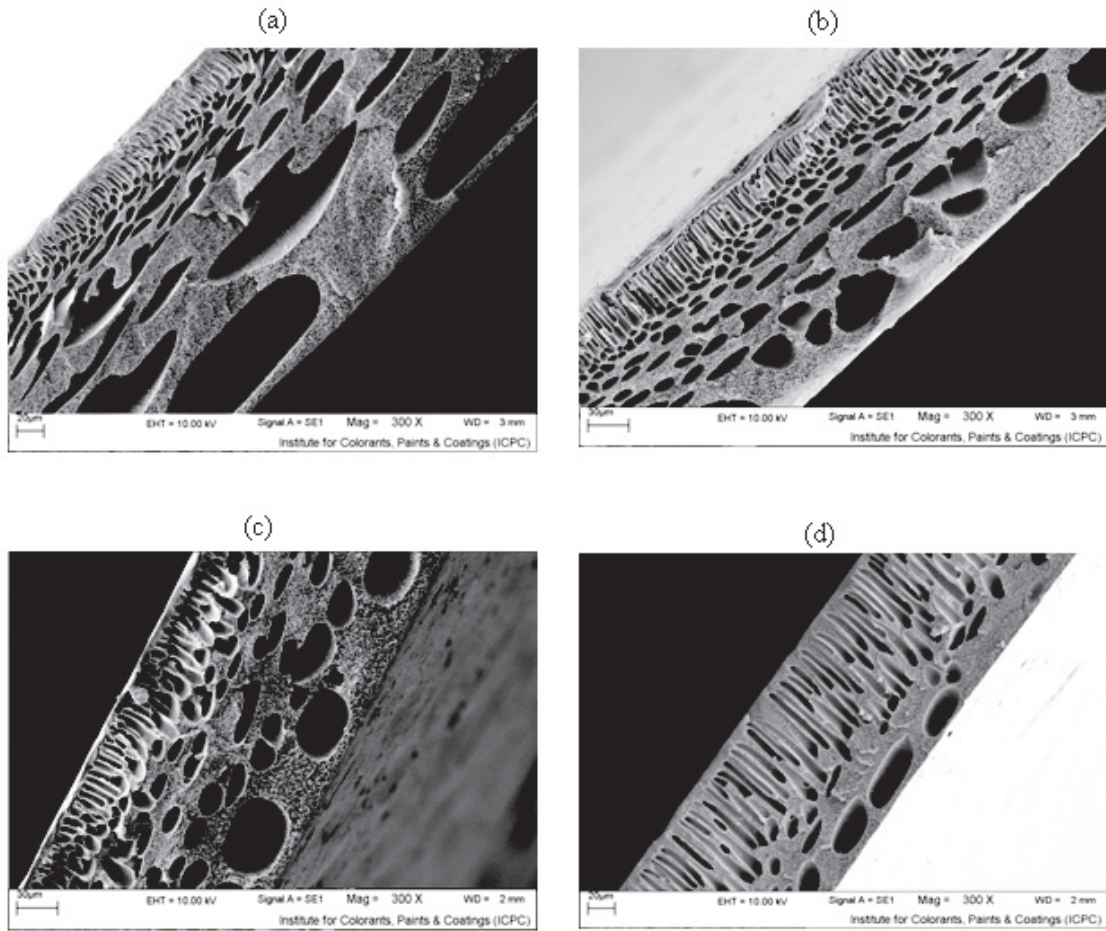 (a)
20µm
EHT = 10.00 kV Signal A = SE1 Mag = 300 X WD = 3 mm
Institute for Colorants, Paints & Coatings (ICPC)
(b)
30µm
EHT = 10.00 kV Signal A = SE1 Mag = 300 X WD = 3 mm
Institute for Colorants, Paints & Coatings (ICPC)
(c)
30µm
EHT = 10.00 kV Signal A = SE1 Mag = 300 X WD = 2 mm
Institute for Colorants, Paints & Coatings (ICPC)
(d)
20µm
EHT = 10.00 kV Signal A = SE1 Mag = 300 X WD = 2 mm
Institute for Colorants, Paints & Coatings (ICPC)